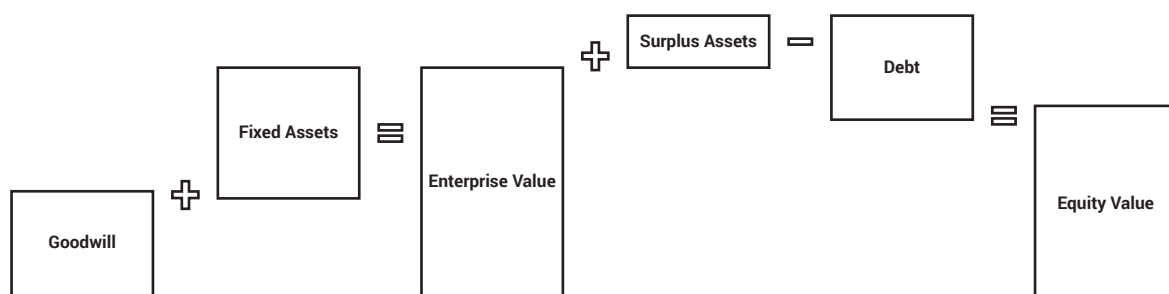 Goodwill
Fixed Assets
Enterprise Value
Surplus Assets
Debt
Equity Value